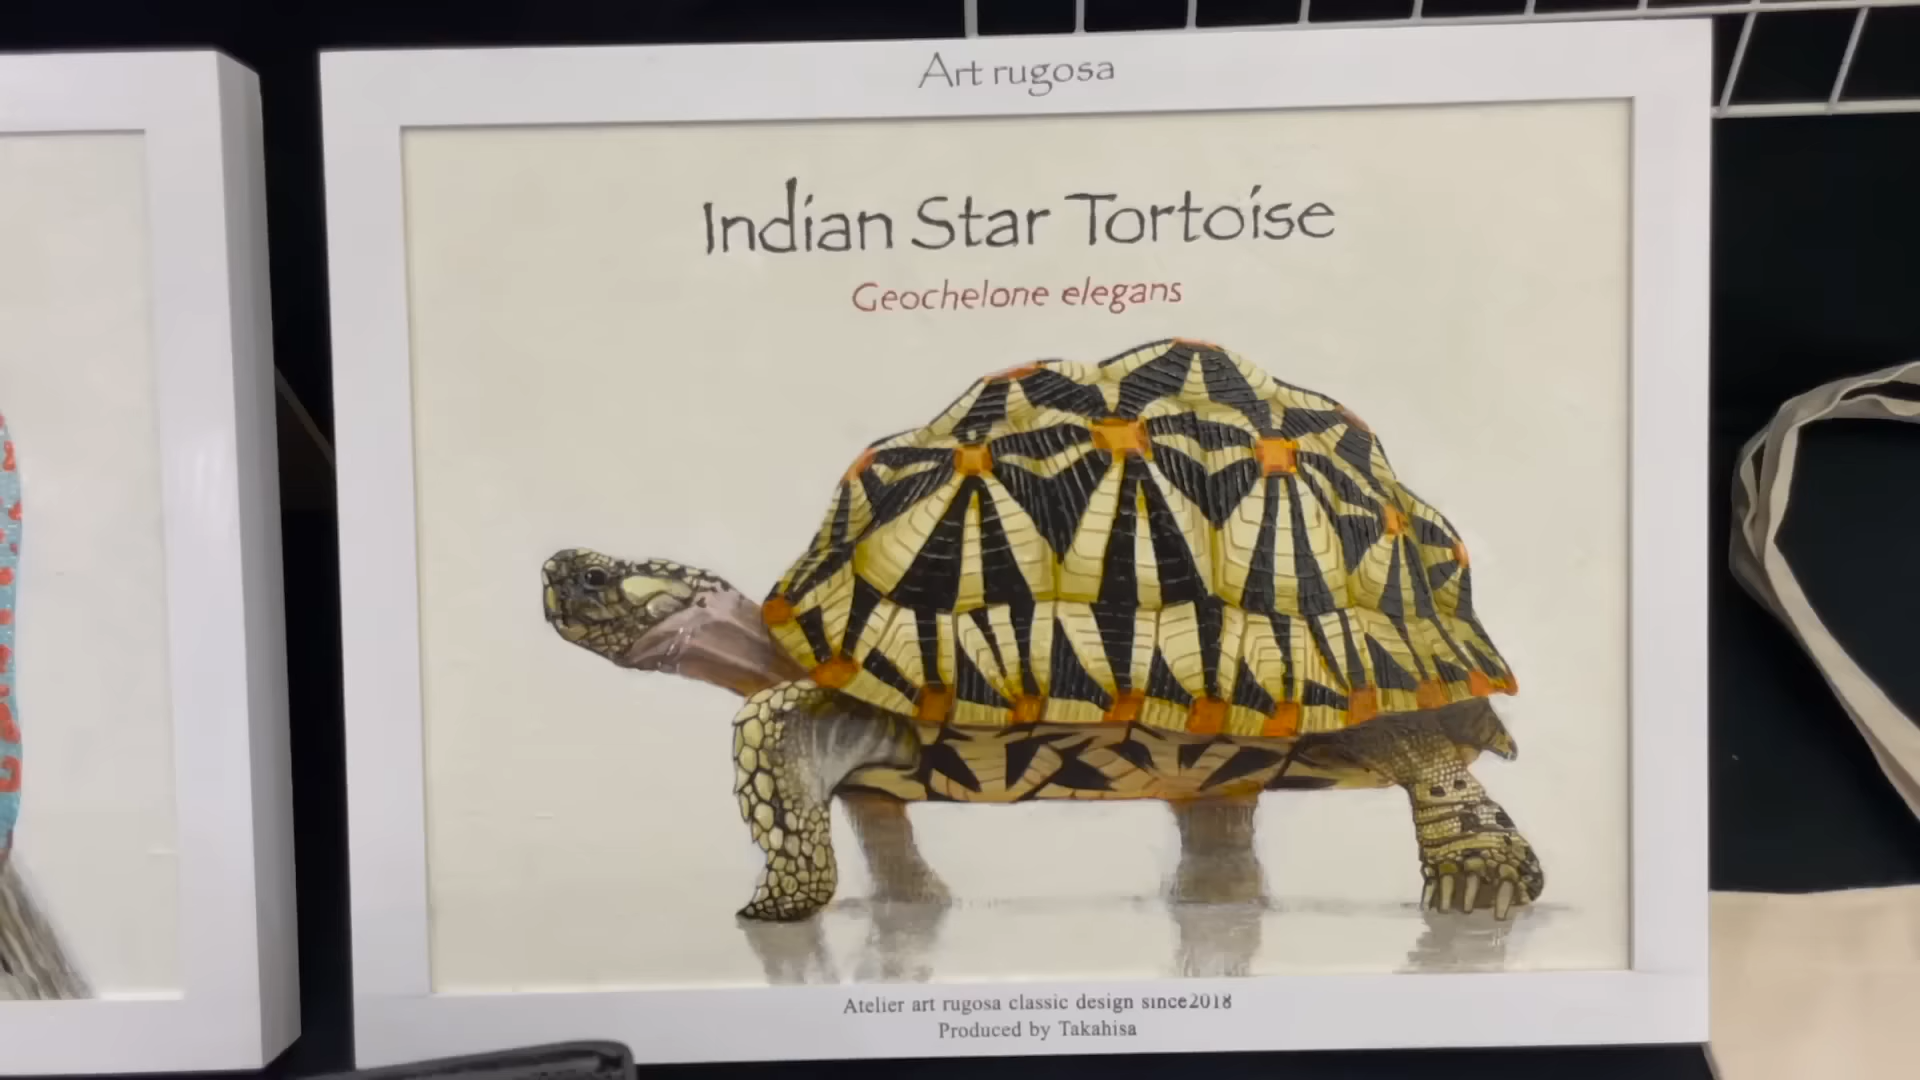 Art rugosa
Indian Star Tortoise
Geochelone elegans
Atelier art rugosa classic design since2018
Produced by Takahisa